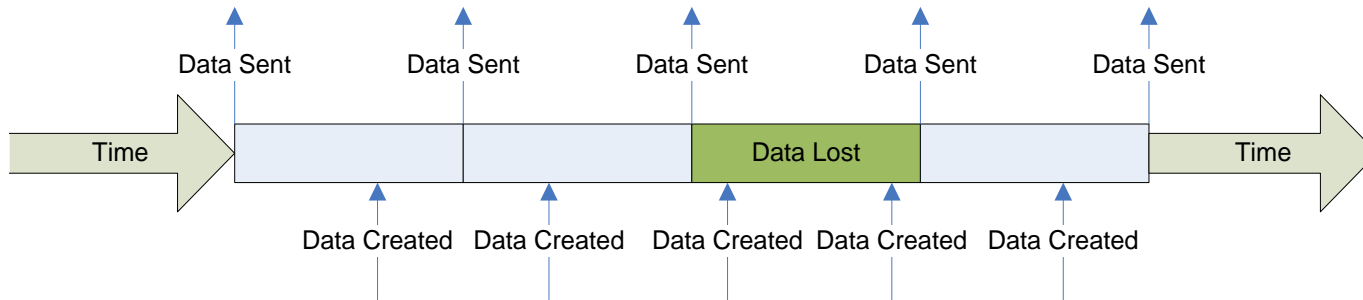 Data Sent Data Sent Data Sent Data Sent Data Sent
Time Data Lost Time
Data Created Data Created Data Created Data Created Data Created